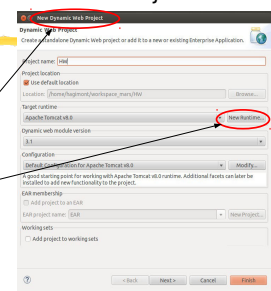 New Dynamic Web Project
Dynamic Web Project
Create a standalone Dynamic Web project or add it to a new or existing Enterprise Application.
Project name: HW
Project location
Use default location
Location: /home/hagimont/workspace_mars/HW Browse...
Target runtime
Apache Tomcat v8.0 New Runtime...
Dynamic web module version
3.1
Configuration
Default Configuration for Apache Tomcat v8.0 Modify...
A good starting point for working with Apache Tomcat v8.0 runtime. Additional facets can later be
installed to add new functionality to the project.
EAR membership
Add project to an EAR
EAR project name: EAR New Project...
Working sets
Add project to working sets
? < Back Next > Cancel Finish